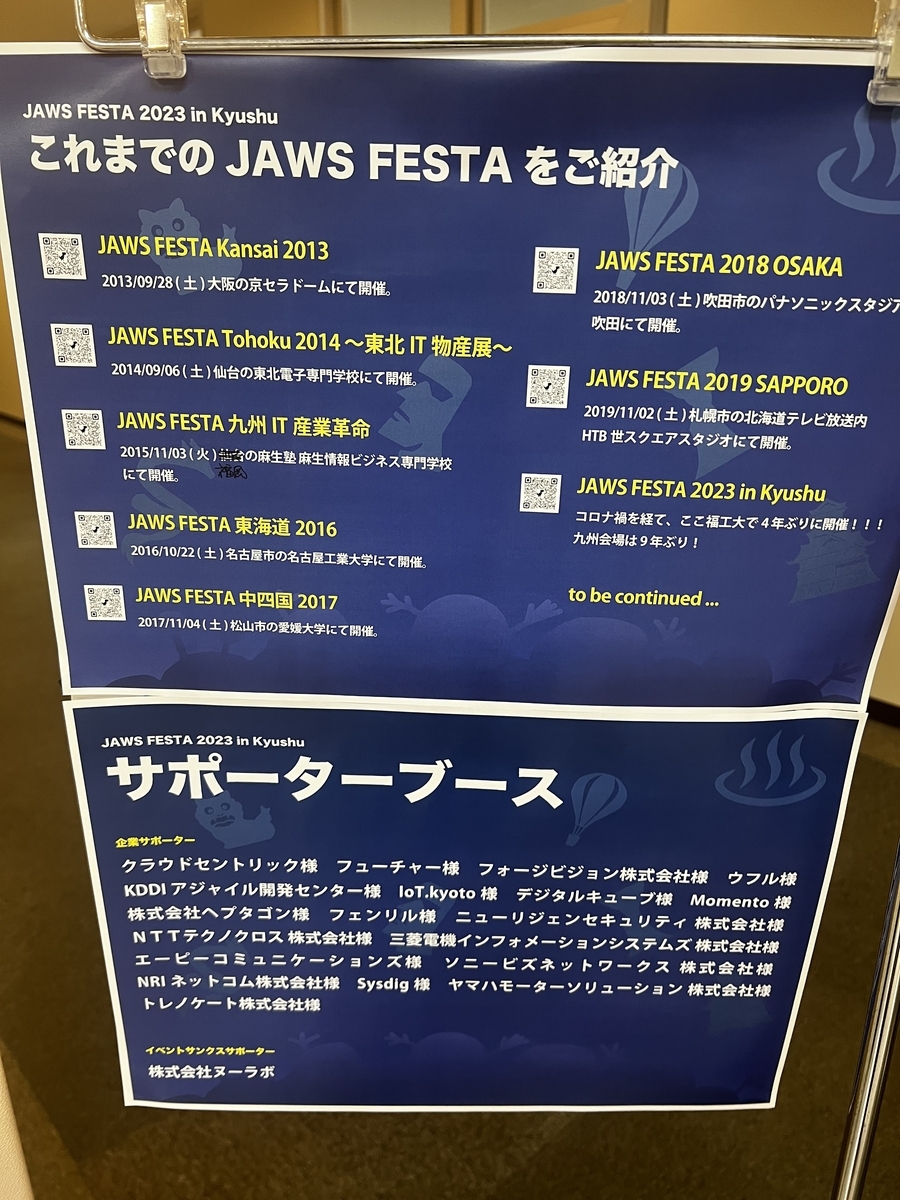 JAWS FESTA 2023 in Kyushu
これまでの JAWS FESTA をご紹介
JAWS FESTA Kansai 2013
2013/09/28 ( 土 ) 大阪の京セラドームにて開催。
JAWS FESTA Tohoku 2014 〜東北 IT 物産展〜
2014/09/06 ( 土 ) 仙台の東北電子専門学校にて開催。
JAWS FESTA 九州 IT 産業革命
2015/11/03 ( 火 ) 仙台の麻生塾 麻生情報ビジネス専門学校
福岡
にて開催。
JAWS FESTA 東海道 2016
2016/10/22 ( 土 ) 名古屋市の名古屋工業大学にて開催。
JAWS FESTA 中四国 2017
2017/11/04 ( 土 ) 松山市の愛媛大学にて開催。
JAWS FESTA 2018 OSAKA
2018/11/03 ( 土 ) 吹田市のパナソニックスタジア
吹田にて開催。
JAWS FESTA 2019 SAPPORO
2019/11/02 ( 土 ) 札幌市の北海道テレビ放送内
HTB 世スクエアスタジオにて開催。
JAWS FESTA 2023 in Kyushu
コロナ禍を経て、ここ福工大で 4 年ぶりに開催！！！
九州会場は 9 年ぶり！
to be continued ...
JAWS FESTA 2023 in Kyushu
サポーターブース
企業サポーター
クラウドセントリック様 フューチャー様 フォージビジョン株式会社様 ウフル様
KDDI アジャイル開発センター様 IoT.kyoto 様 デジタルキューブ様 Momento 様
株式会社ヘプタゴン様 フェンリル様 ニューリジェンセキュリティ 株式会社様
NTTテクノクロス 株式会社様 三菱電機インフォメーションシステムズ 株式会社様
エーピーコミュニケーションズ様 ソニービズネットワークス 株式会社様
NRI ネットコム株式会社様 Sysdig 様 ヤマハモーターソリューション 株式会社様
トレノケート株式会社様
イベントサンクスサポーター
株式会社ヌーラボ